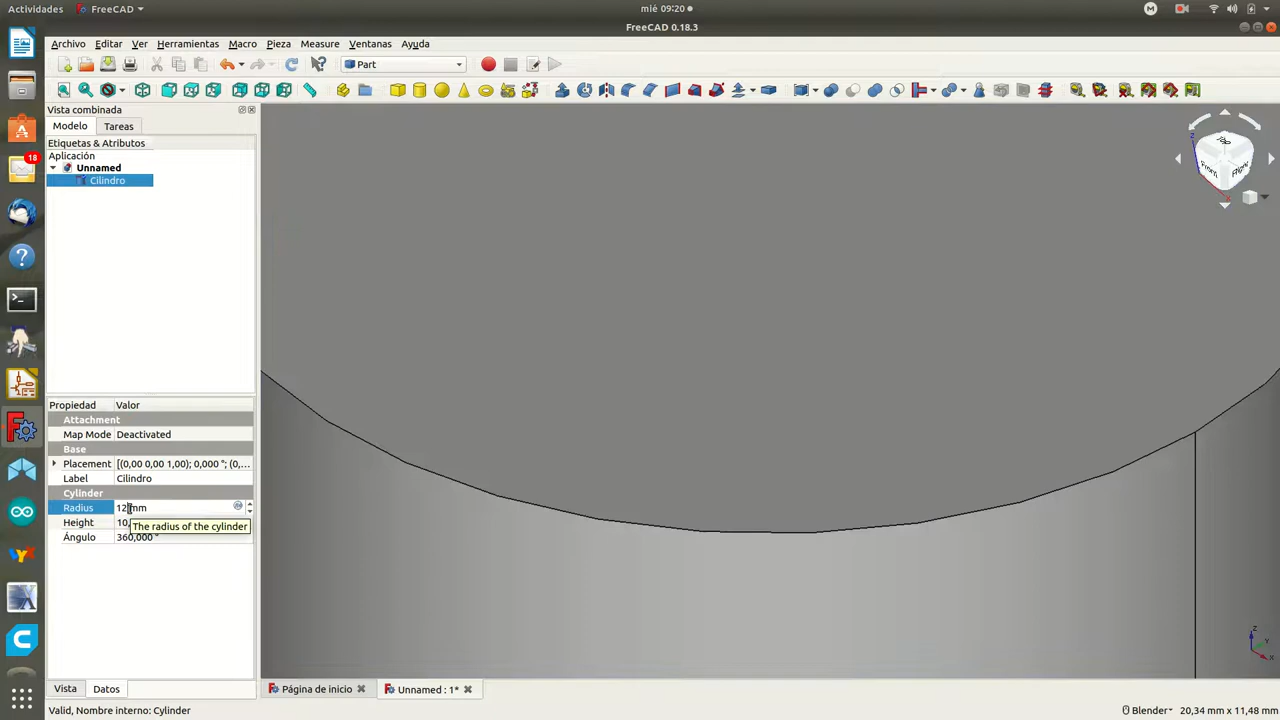 Actividades FreeCAD mié 09:20
FreeCAD 0.18.3
Archivo Editar Ver Herramientas Macro Pieza Measure Ventanas Ayuda
Part
Vista combinada
Modelo Tareas
Etiquetas & Atributos
Aplicación
Unnamed
Cilindro
18
Propiedad Valor
Attachment
Map Mode Deactivated
Base
Placement [(0,00 0,00 1,00); 0,000 °; (0,...
Label Cilindro
Cylinder
Radius 12 mm
Height 10,
The radius of the cylinder
Ángulo 360,000 °
Vista Datos
Página de inicio Unnamed : 1*
Valid, Nombre interno: Cylinder
Blender 20,34 mm x 11,48 mm
Front Right
Z
Y
X